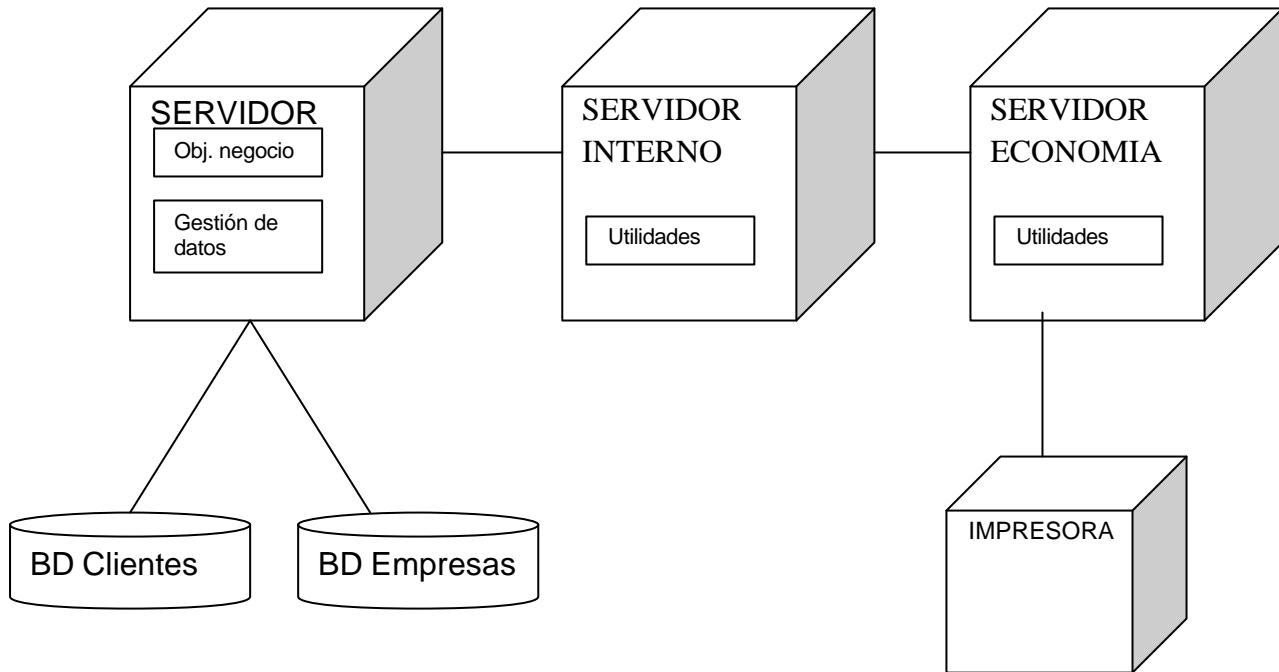 SERVIDOR
Obj. negocio
Gestión de
datos
SERVIDOR
INTERNO
Utilidades
SERVIDOR
ECONOMIA
Utilidades
BD Clientes
BD Empresas
IMPRESORA